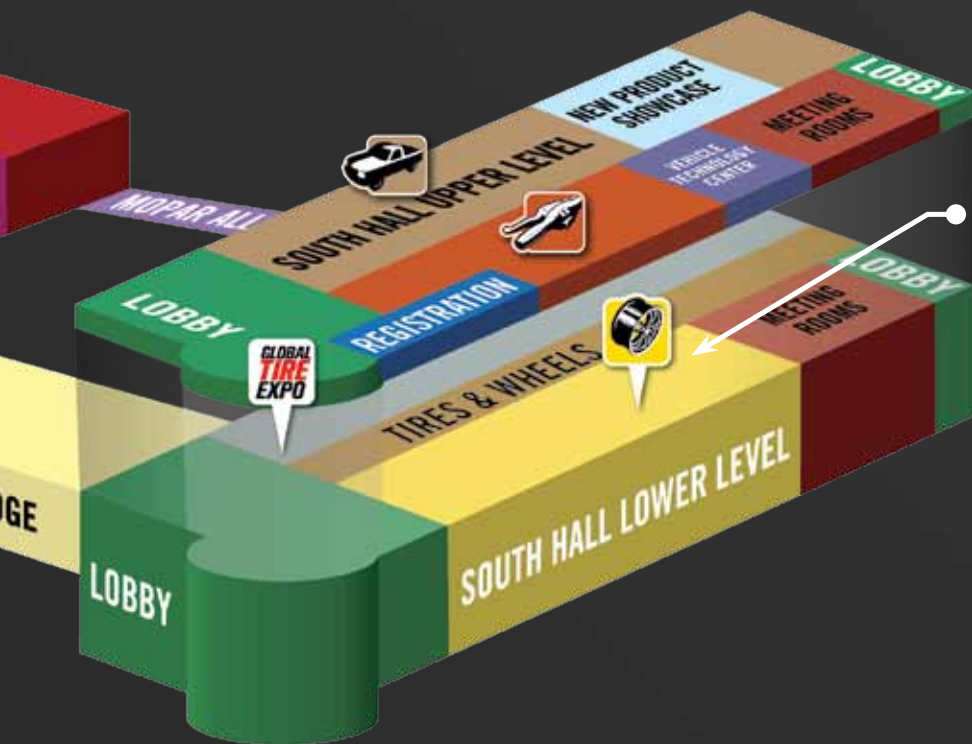 LOBBY
NEW PRODUCT
SHOWCASE
MEETING
ROOMS
VEHICLE
TECHNOLOGY
CENTER
SOUTH HALL UPPER LEVEL
MOPAR ALL
LOBBY
REGISTRATION
LOBBY
MEETING
ROOMS
GLOBAL
TIRE
EXPO
TIRES & WHEELS
SOUTH HALL LOWER LEVEL
LOBBY